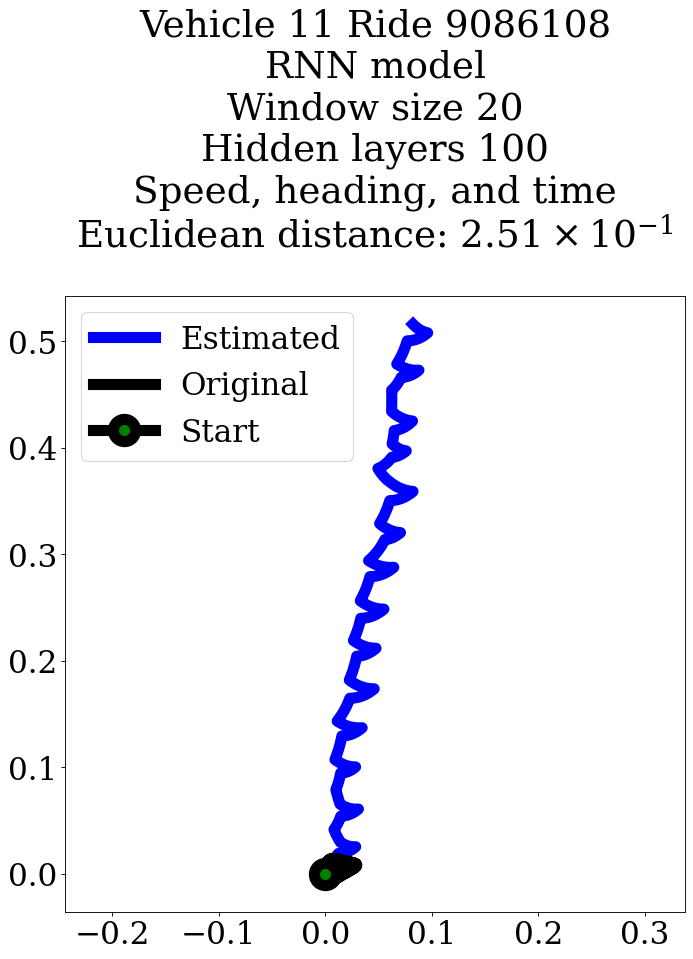 Vehicle 11 Ride 9086108
RNN model
Window size 20
Hidden layers 100
Speed, heading, and time
Euclidean distance: 2.51 × 10⁻¹
Estimated
Original
Start
0.5
0.4
0.3
0.2
0.1
0.0
−0.2 −0.1 0.0 0.1 0.2 0.3